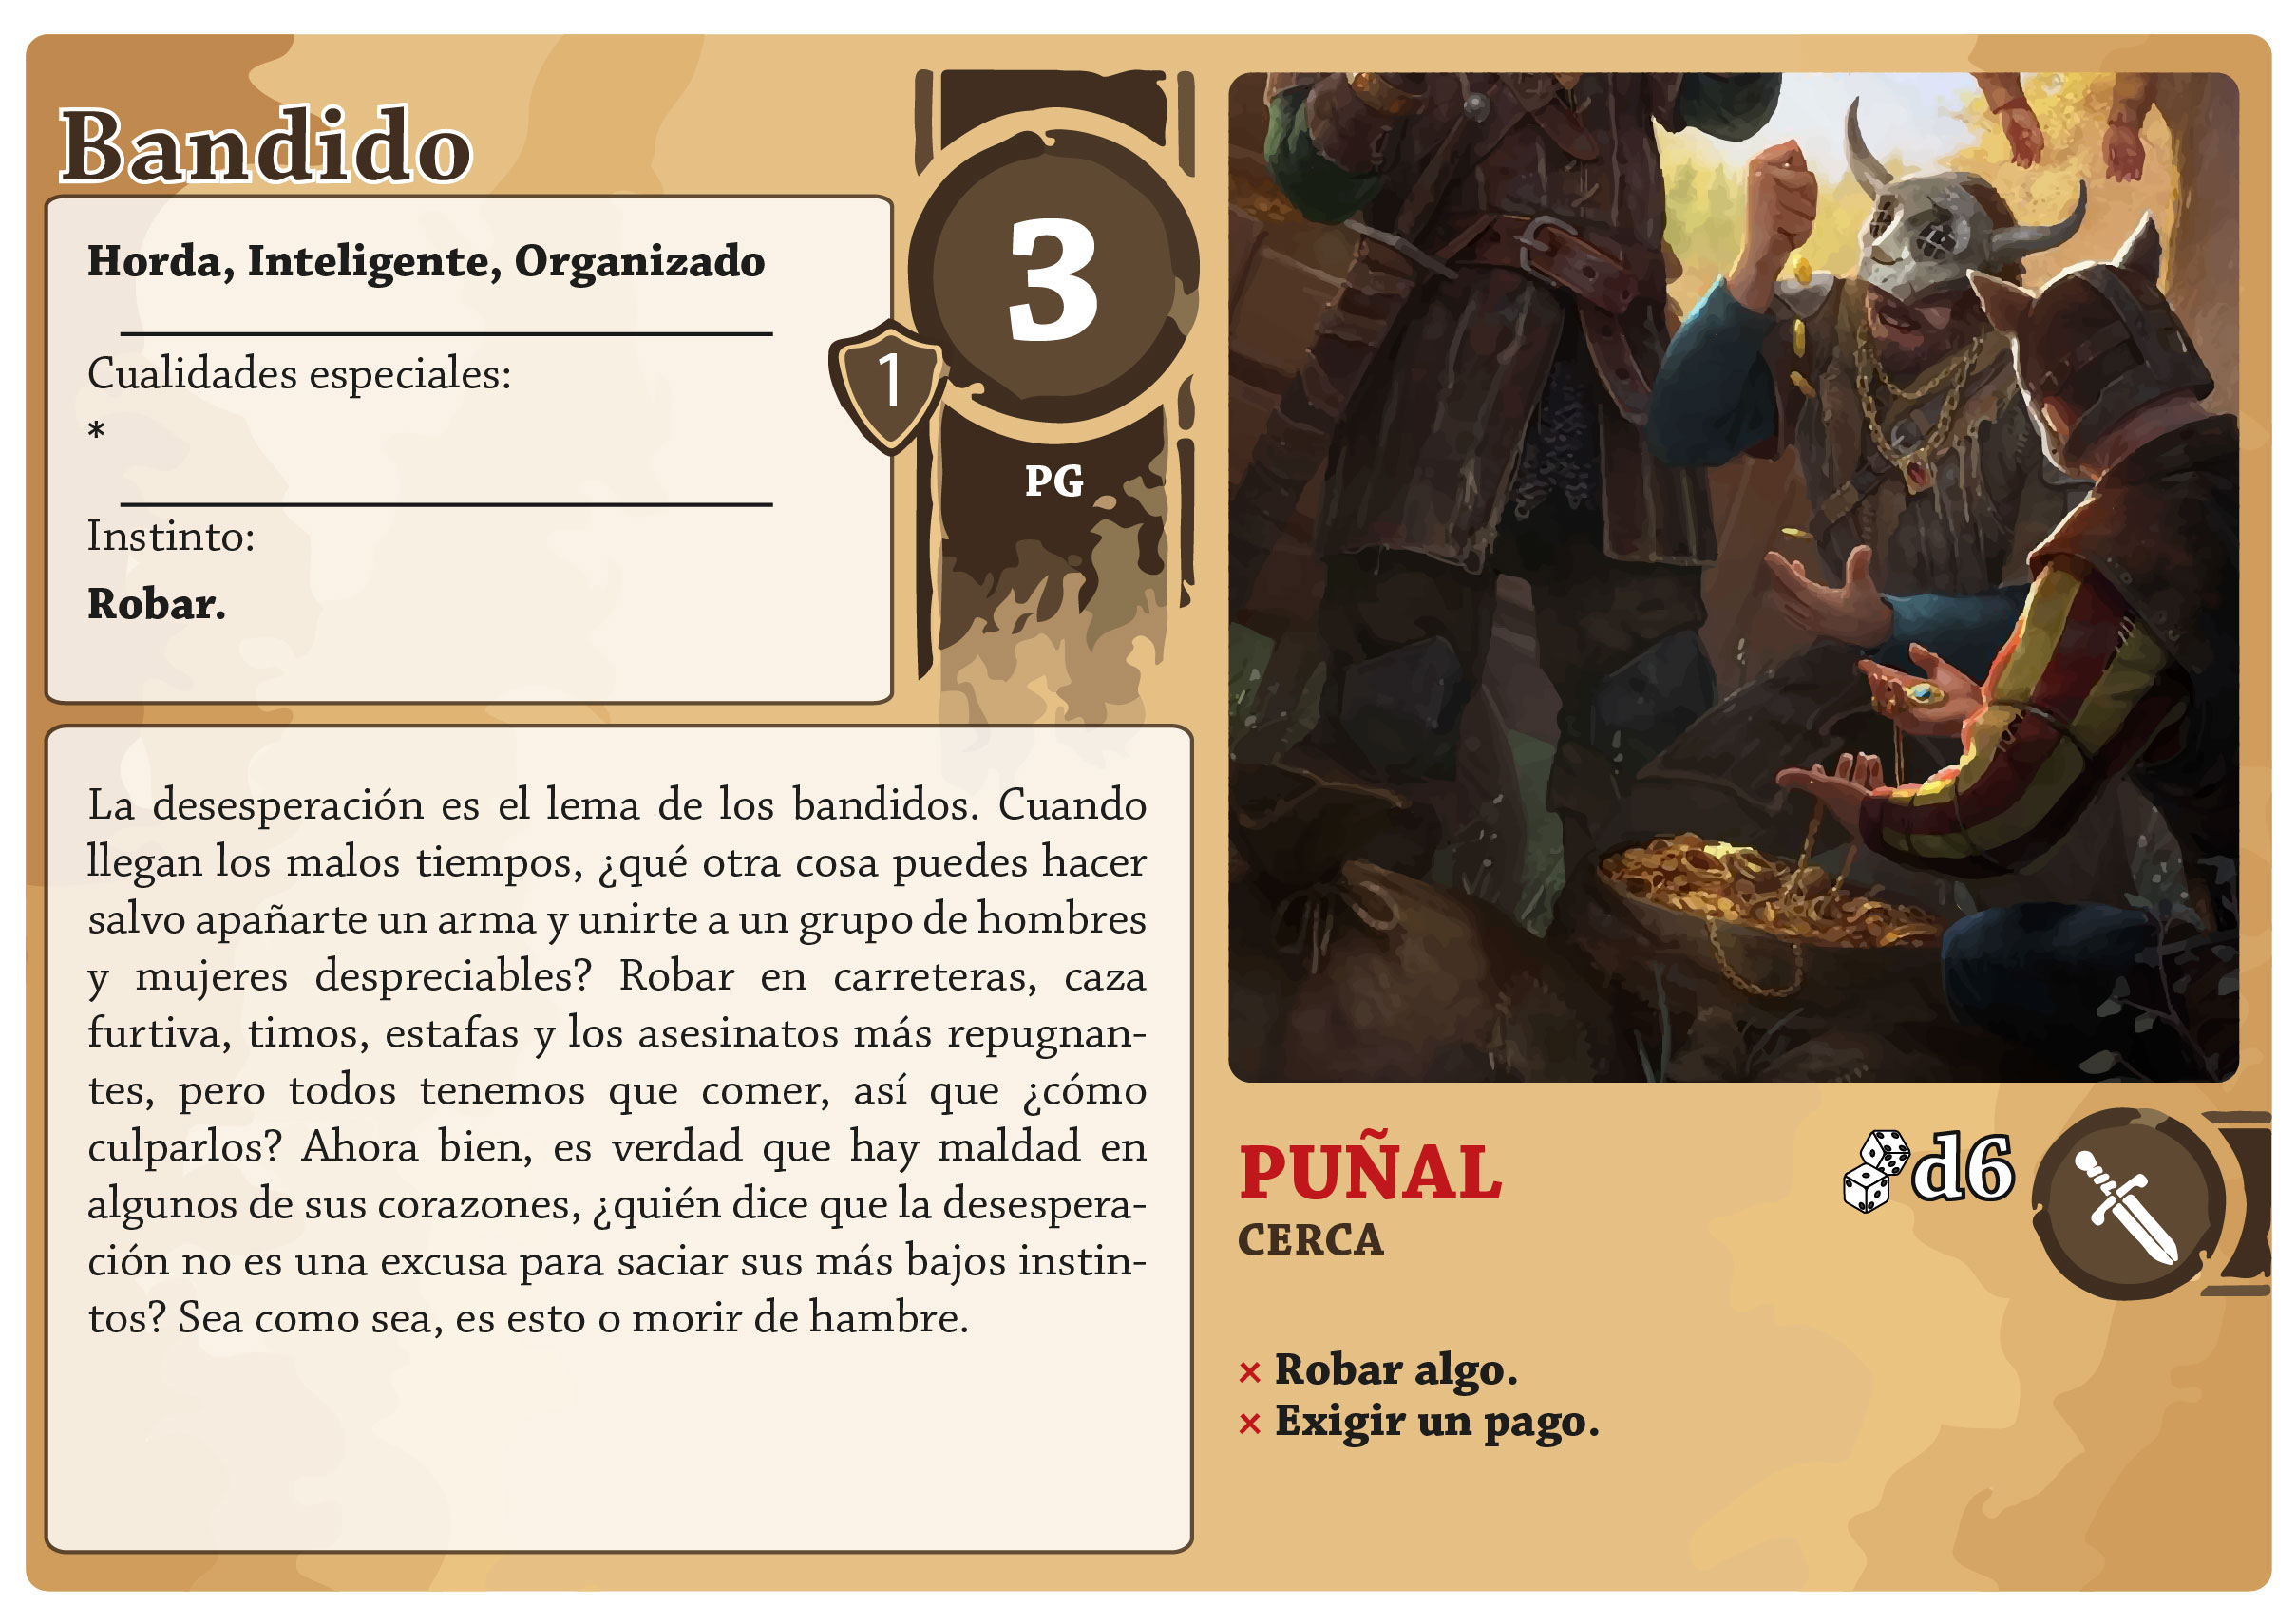 Bandido
Horda, Inteligente, Organizado
Cualidades especiales:
*
Instinto:
Robar.
1
3
PG
La desesperación es el lema de los bandidos. Cuando
llegan los malos tiempos, ¿qué otra cosa puedes hacer
salvo apañarte un arma y unirte a un grupo de hombres
y mujeres despreciables? Robar en carreteras, caza
furtiva, timos, estafas y los asesinatos más repugnan-
tes, pero todos tenemos que comer, así que ¿cómo
culparlos? Ahora bien, es verdad que hay maldad en
algunos de sus corazones, ¿quién dice que la desespera-
ción no es una excusa para saciar sus más bajos instin-
tos? Sea como sea, es esto o morir de hambre.
PUÑAL
d6
CERCA
× Robar algo.
× Exigir un pago.